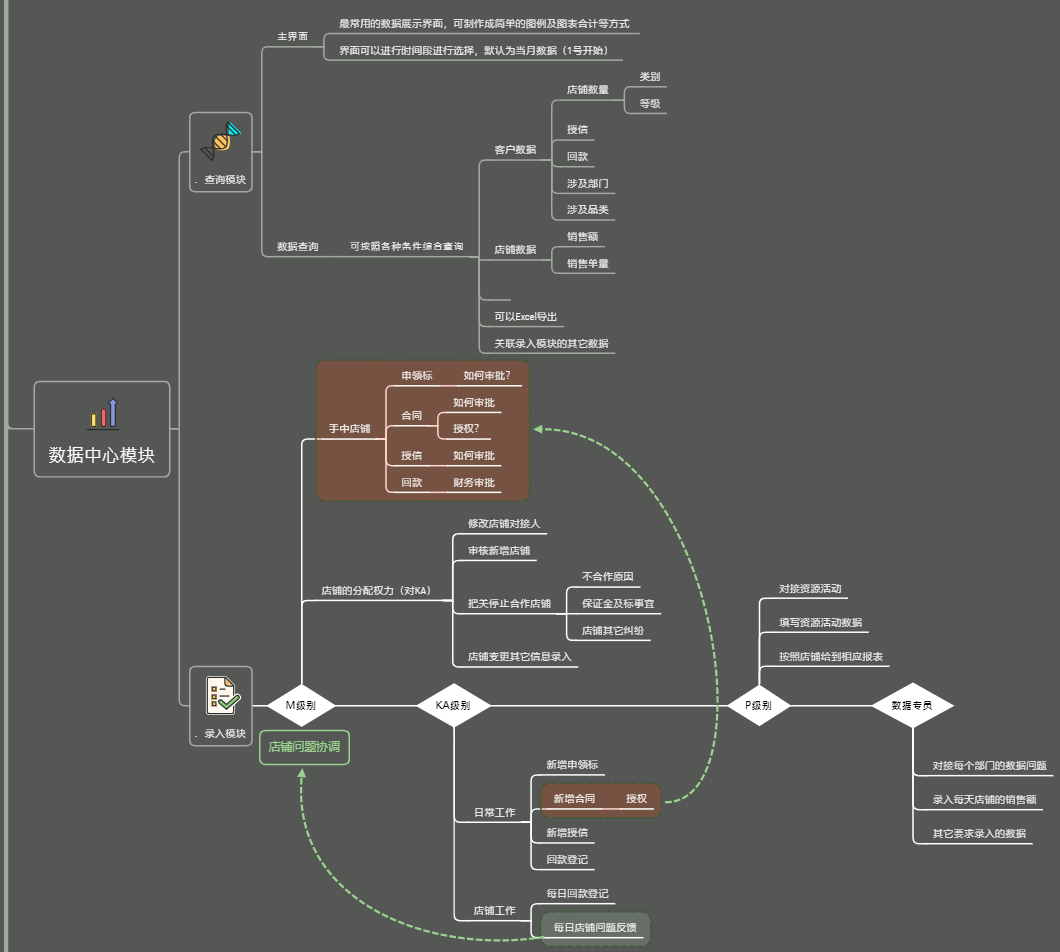 数据中心模块
. 查询模块
主界面
最常用的数据展示界面，可制作成简单的图例及图表合计等方式
界面可以进行时间段进行选择，默认为当月数据（1号开始）
数据查询
可按照各种条件综合查询
客户数据
店铺数量
类别
等级
授信
回款
涉及部门
涉及品类
店铺数据
销售额
销售单量
可以Excel导出
关联录入模块的其它数据
. 录入模块
M级别
手中店铺
申领标
如何审批？
合同
如何审批
授权？
授信
如何审批
回款
财务审批
店铺的分配权力（对KA）
修改店铺对接人
审核新增店铺
把关停止合作店铺
不合作原因
保证金及标事宜
店铺其它纠纷
店铺变更其它信息录入
店铺问题协调
KA级别
日常工作
新增申领标
新增合同
授权
新增授信
回款登记
店铺工作
每日回款登记
每日店铺问题反馈
P级别
对接资源活动
填写资源活动数据
按照店铺给到相应报表
数据专员
对接每个部门的数据问题
录入每天店铺的销售额
其它要求录入的数据